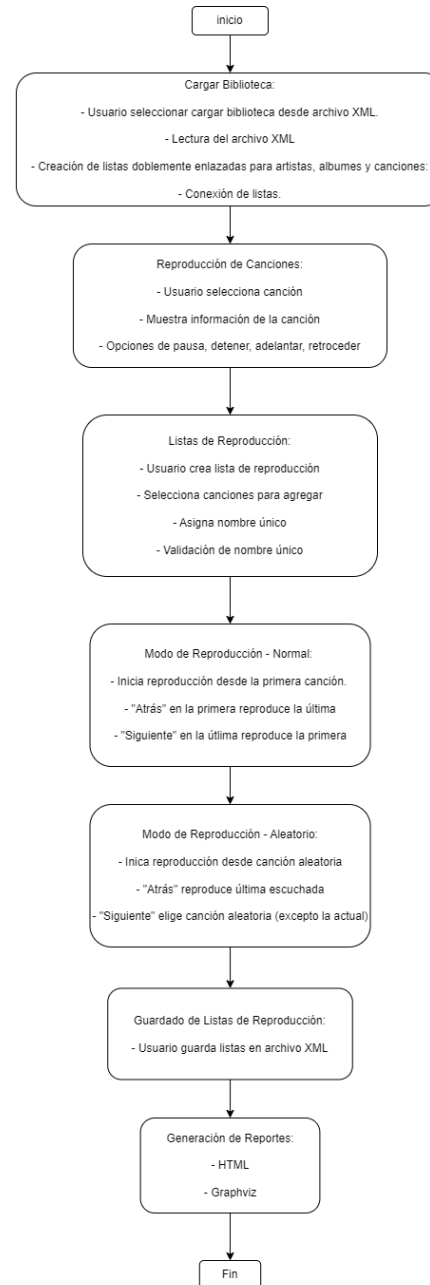 inicio
Cargar Biblioteca:
- Usuario seleccionar cargar biblioteca desde archivo XML.
- Lectura del archivo XML
- Creación de listas doblemente enlazadas para artistas, albumes y canciones:
- Conexión de listas.
Reproducción de Canciones:
- Usuario selecciona canción
- Muestra información de la canción
- Opciones de pausa, detener, adelantar, retroceder
Listas de Reproducción:
- Usuario crea lista de reproducción
- Selecciona canciones para agregar
- Asigna nombre único
- Validación de nombre único
Modo de Reproducción - Normal:
- Inicia reproducción desde la primera canción.
- "Atrás" en la primera reproduce la última
- "Siguiente" en la útlima reproduce la primera
Modo de Reproducción - Aleatorio:
- Inica reproducción desde canción aleatoria
- "Atrás" reproduce última escuchada
- "Siguiente" elige canción aleatoria (excepto la actual)
Guardado de Listas de Reproducción:
- Usuario guarda listas en archivo XML
Generación de Reportes:
- HTML
- Graphviz
Fin